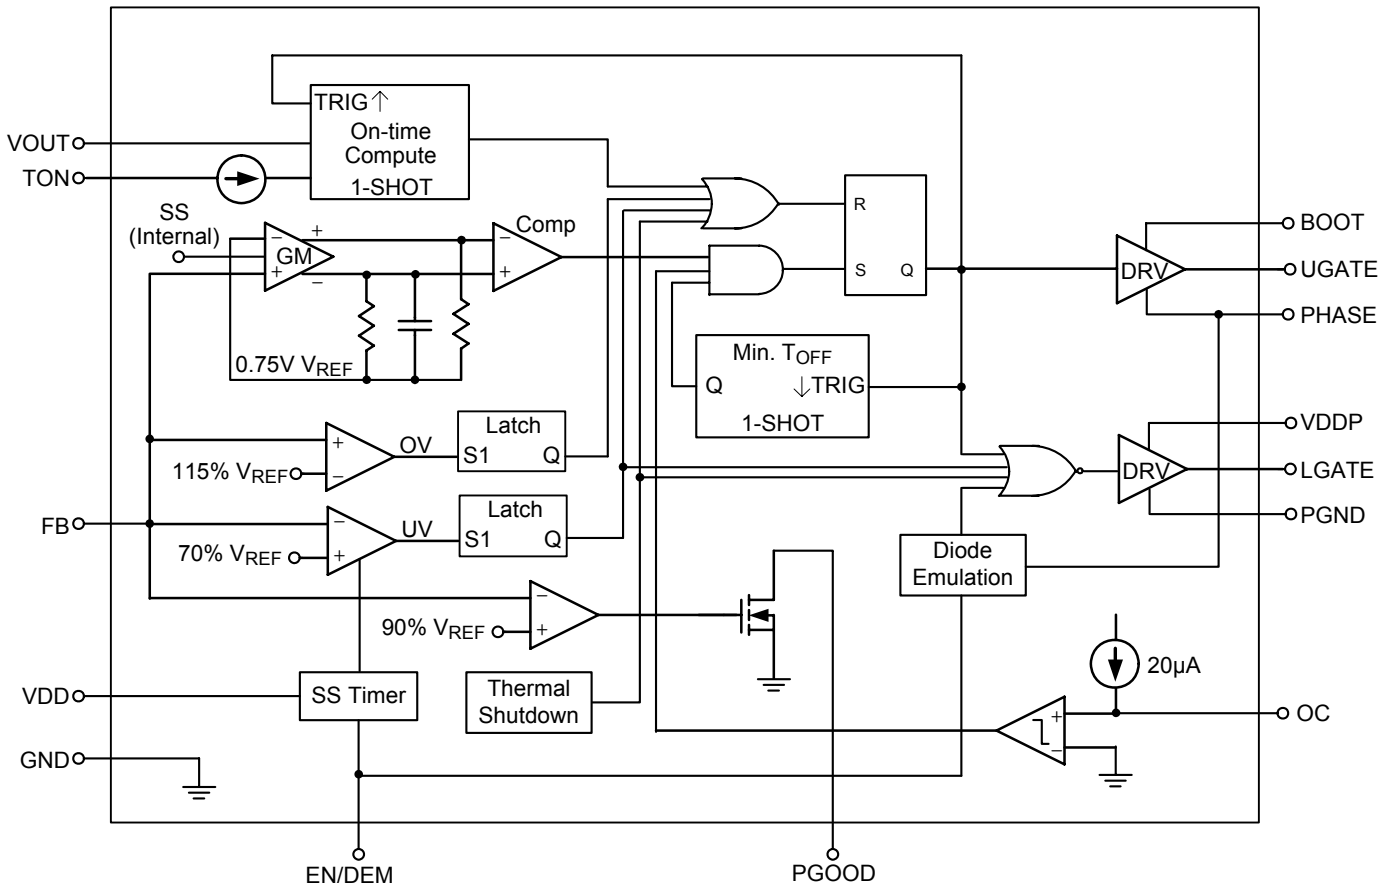 TRIG↑
On-time
Compute
1-SHOT
VOUT
TON
SS
(Internal)
− + GM + −
− Comp
+
0.75V VREF
R
S Q
Min. TOFF
Q ↓TRIG
1-SHOT
DRV
BOOT
UGATE
PHASE
+ OV
115% VREF −
Latch
S1 Q
FB
− UV
70% VREF +
Latch
S1 Q
DRV
VDDP
LGATE
PGND
Diode
Emulation
−
90% VREF +
20µA
VDD
SS Timer
Thermal
Shutdown
+
−
OC
GND
EN/DEM
PGOOD